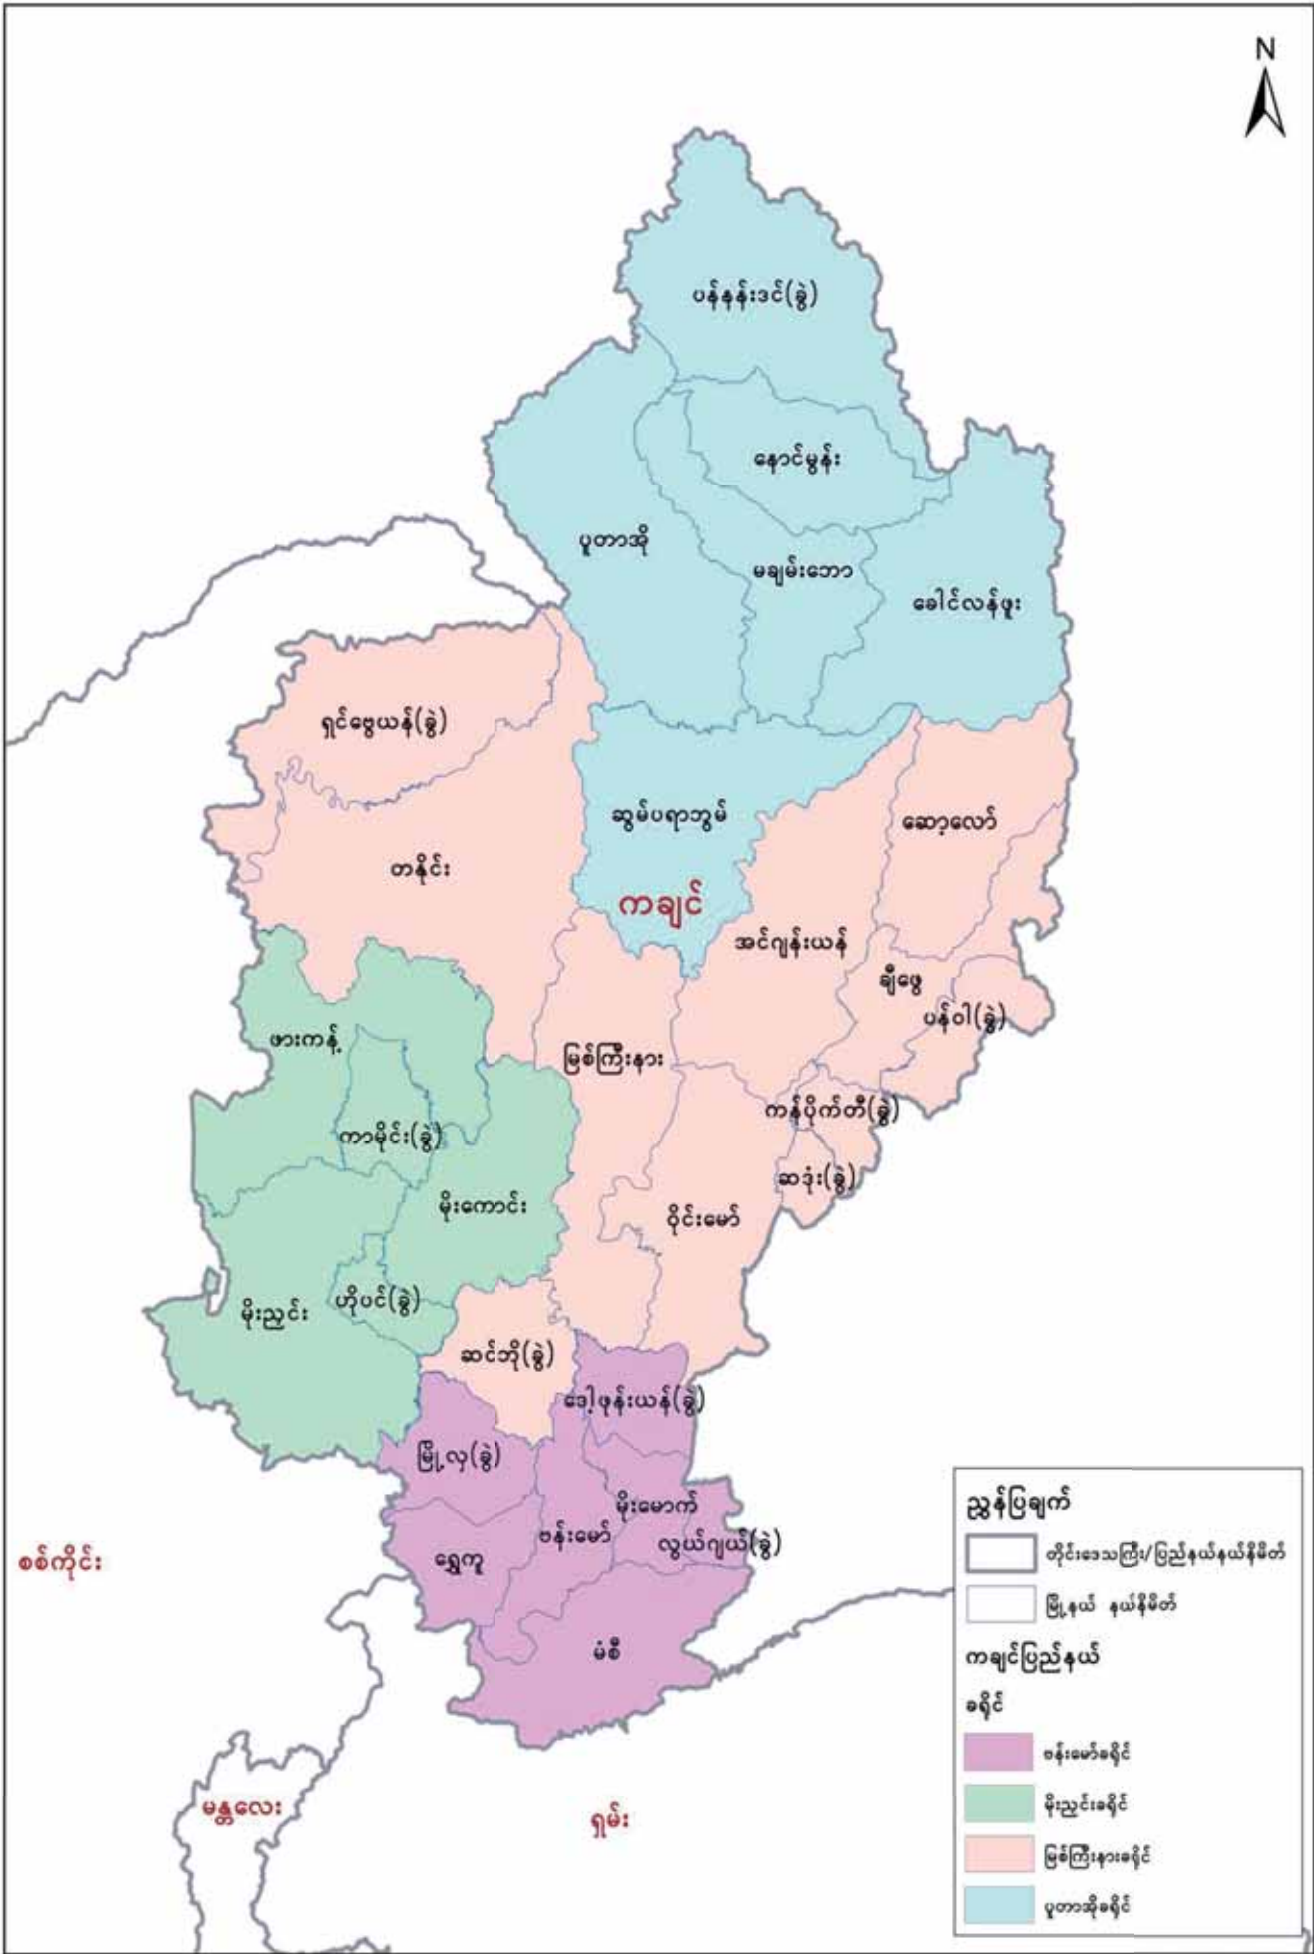 N
ပန်နန်းဒင်(ခွဲ)
နောင်မွန်း
ပူတာအို
မချမ်းဘော
ခေါင်လန်ဖူး
ရှင်ဗွေယန်(ခွဲ)
ဆွမ်ပရာဘွမ်
ဆော့လော်
တနိုင်း
ကချင်
အင်ဂျန်းယန်
ချီဖွေ
ပန်ဝါ(ခွဲ)
ဖားကန့်
မြစ်ကြီးနား
ကန်ပိုက်တီ(ခွဲ)
ကာမိုင်း(ခွဲ)
ဆဒုံး(ခွဲ)
မိုးကောင်း
ဝိုင်းမော်
မိုးညှင်း
ဟိုပင်(ခွဲ)
ဆင်ဘို(ခွဲ)
ဒေါ့ဖုန်းယန်(ခွဲ)
မြို့လှ(ခွဲ)
မိုးမောက်
ဗန်းမော်
လွယ်ဂျယ်(ခွဲ)
ရွှေကူ
စစ်ကိုင်း
မံစီ
မန္တလေး
ရှမ်း
ညွှန်ပြချက်
တိုင်းဒေသကြီး/ပြည်နယ်နယ်နိမိတ်
မြို့နယ် နယ်နိမိတ်
ကချင်ပြည်နယ်
ခရိုင်
ဗန်းမော်ခရိုင်
မိုးညှင်းခရိုင်
မြစ်ကြီးနားခရိုင်
ပူတာအိုခရိုင်